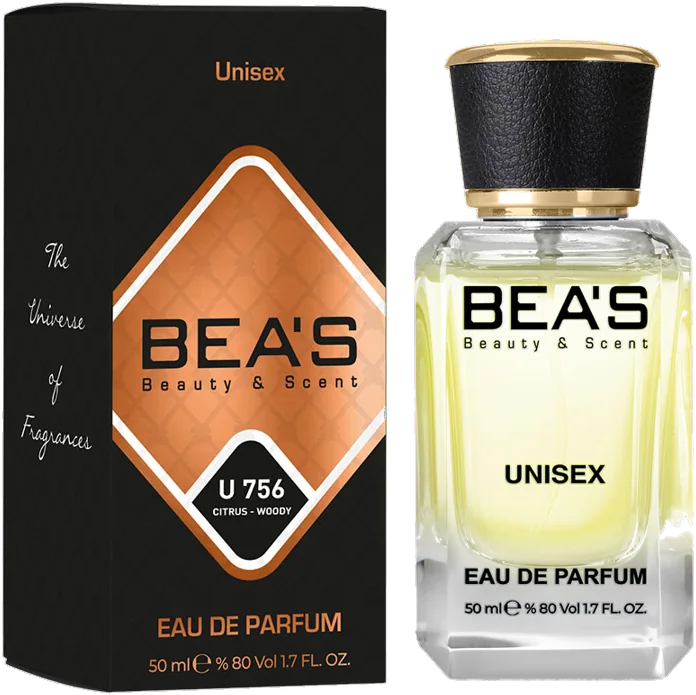 Unisex
The
Universe
of
Fragrances
BEA'S
Beauty & Scent
U 756
CITRUS - WOODY
EAU DE PARFUM
50 ml℮ % 80 Vol 1.7 FL. OZ.
BEA'S
Beauty & Scent
UNISEX
EAU DE PARFUM
50 ml℮ % 80 Vol 1.7 FL. OZ.